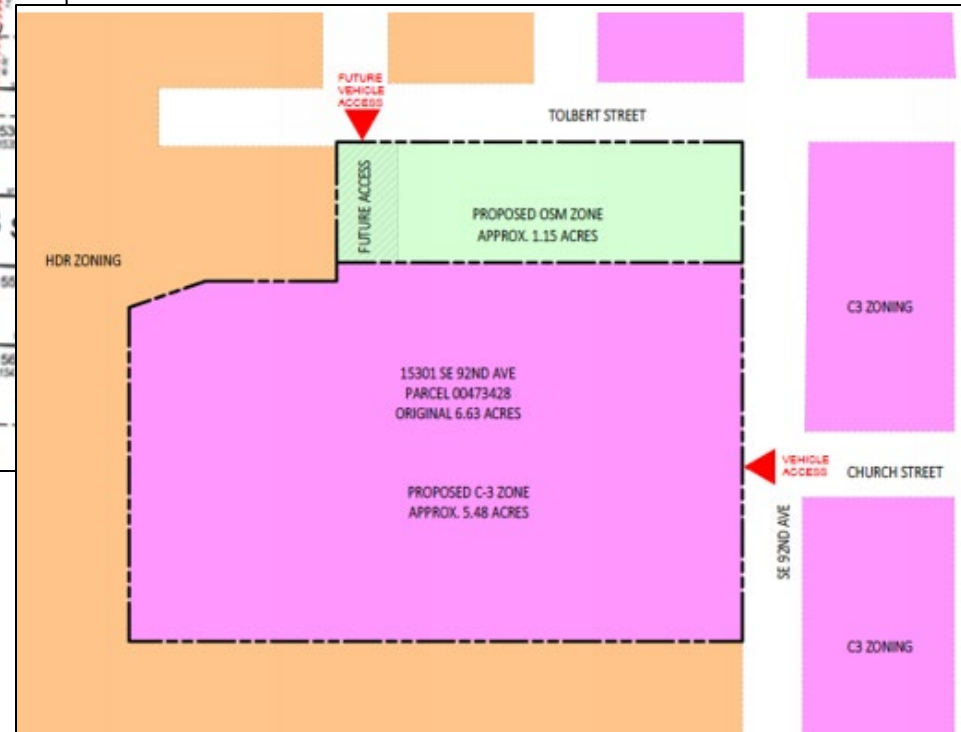 FUTURE
VEHICLE
ACCESS
TOLBERT STREET
FUTURE ACCESS
PROPOSED OSM ZONE
APPROX. 1.15 ACRES
HDR ZONING
C3 ZONING
15301 SE 92ND AVE
PARCEL 00473428
ORIGINAL 6.63 ACRES
VEHICLE
ACCESS
CHURCH STREET
PROPOSED C-3 ZONE
APPROX. 5.48 ACRES
SE 92ND AVE
C3 ZONING